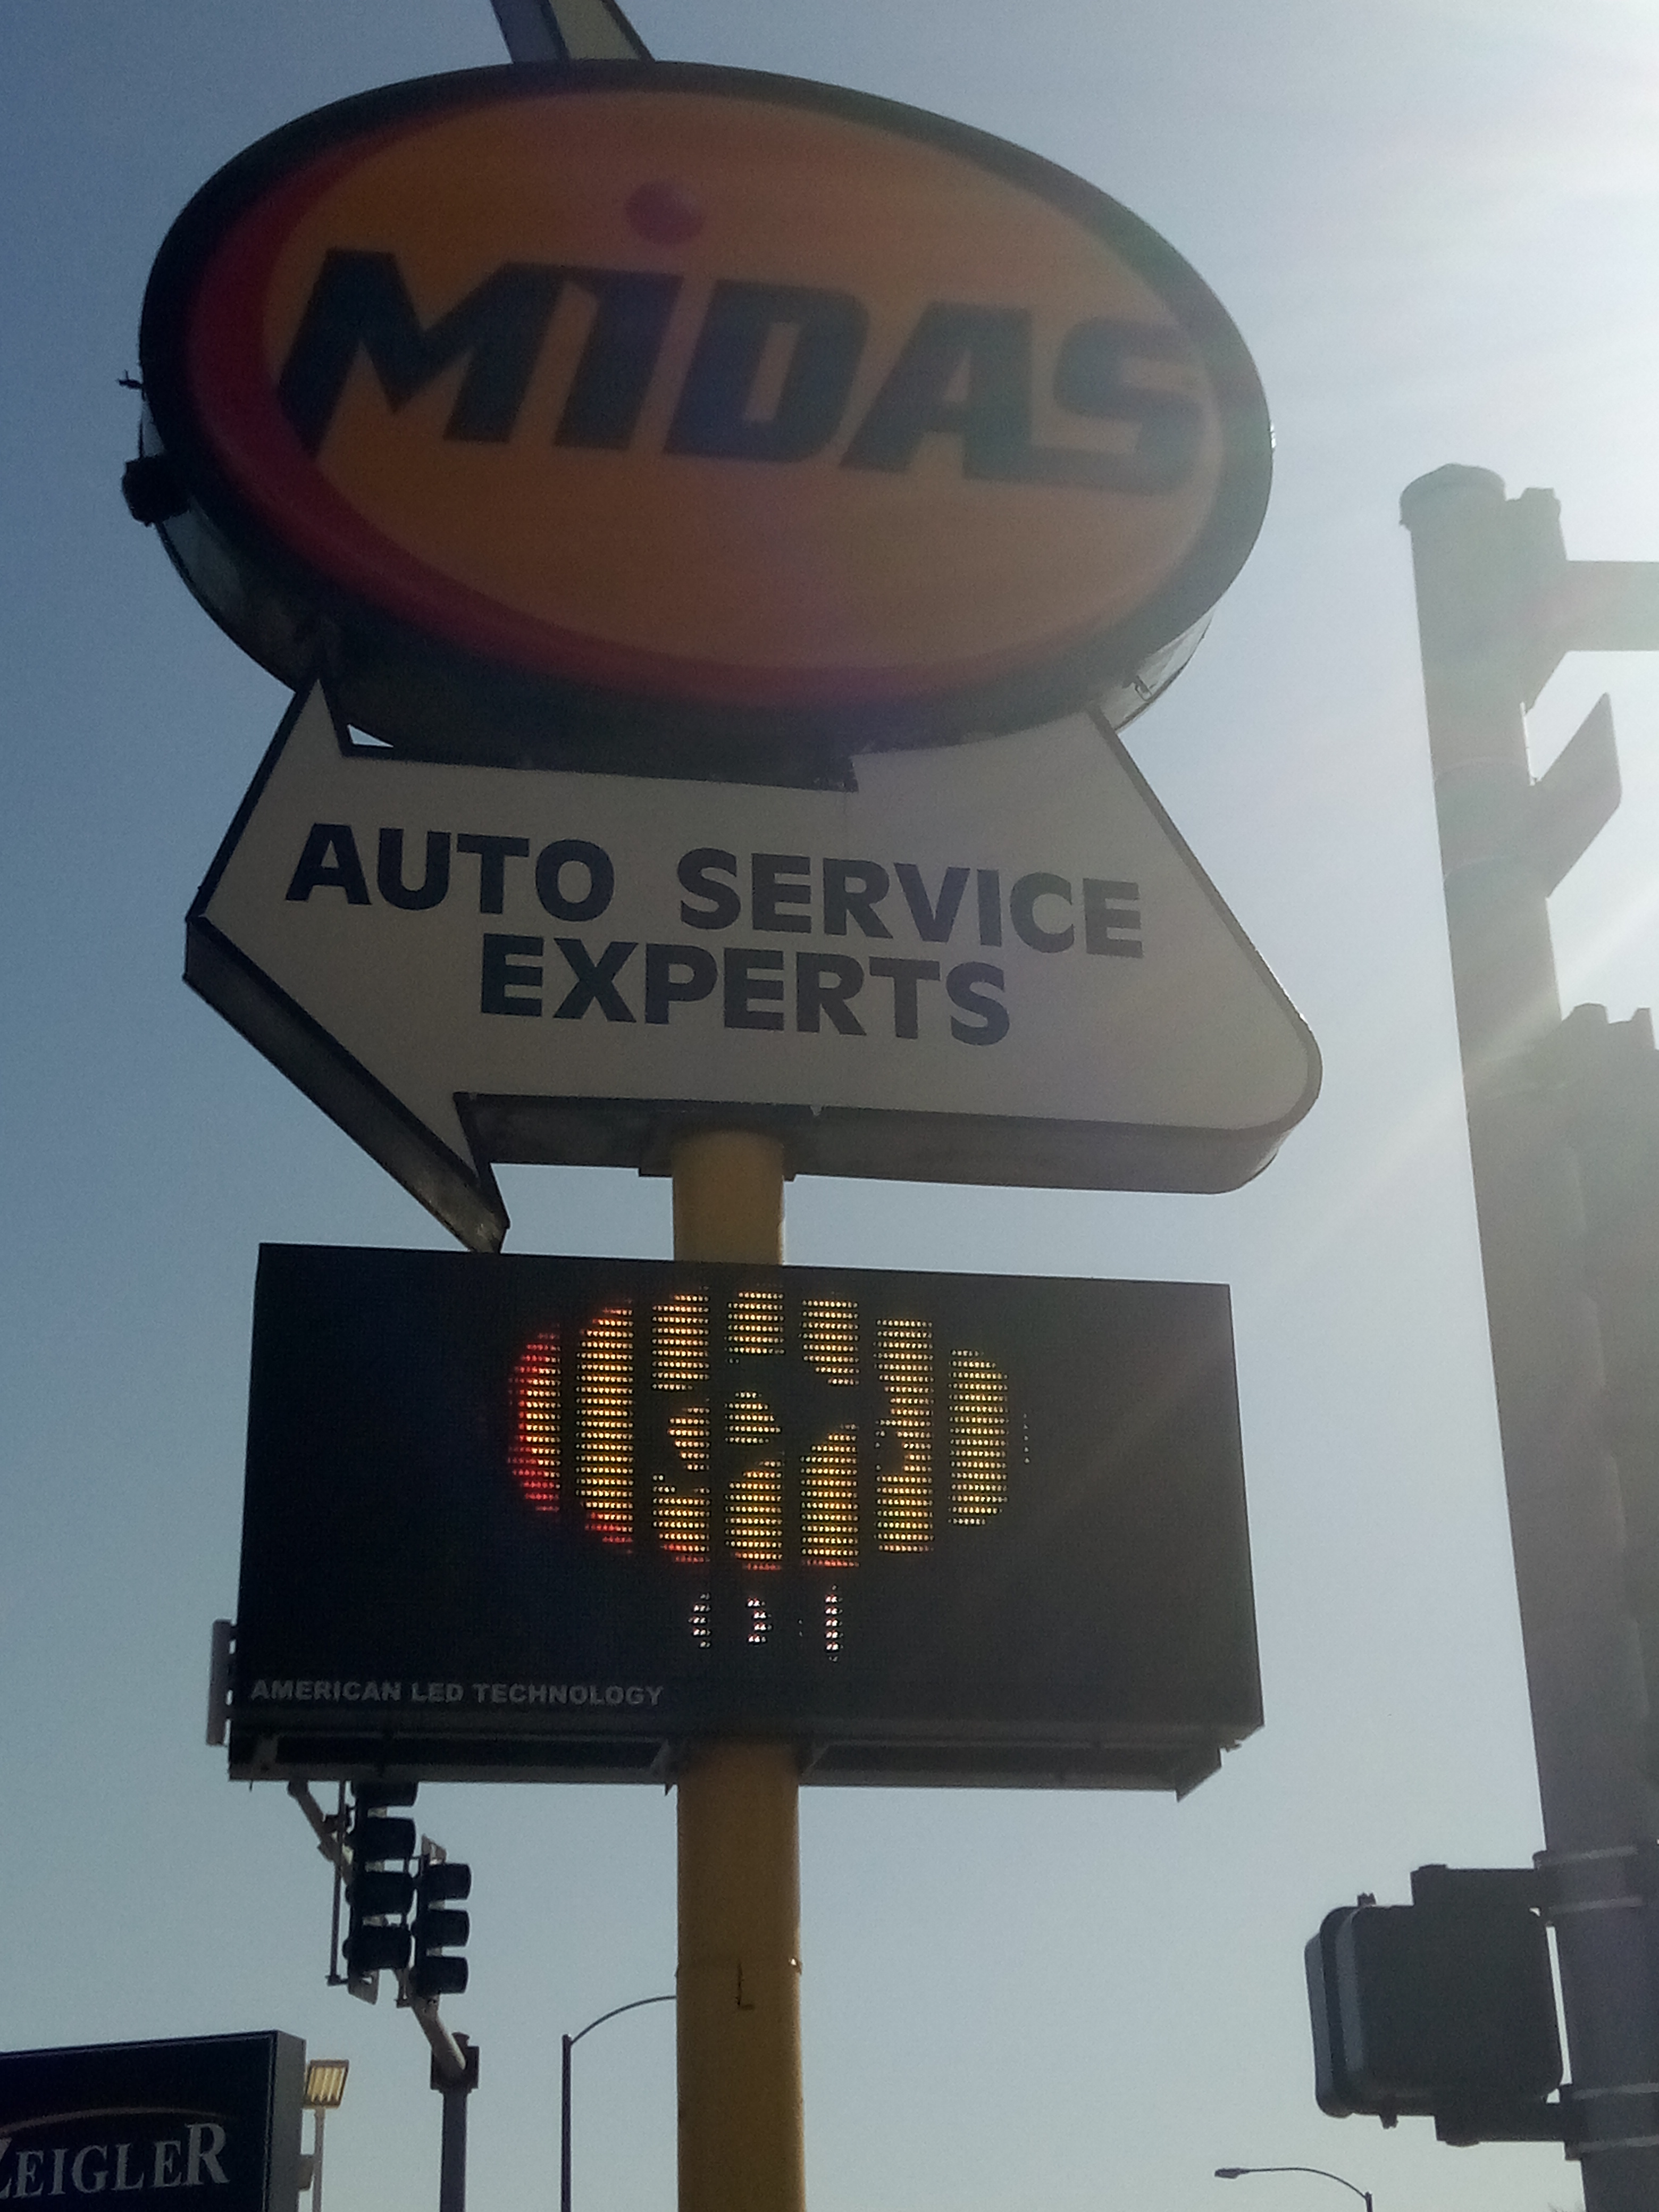 MIDAS
AUTO SERVICE
EXPERTS
AMERICAN LED TECHNOLOGY
ZEIGLER